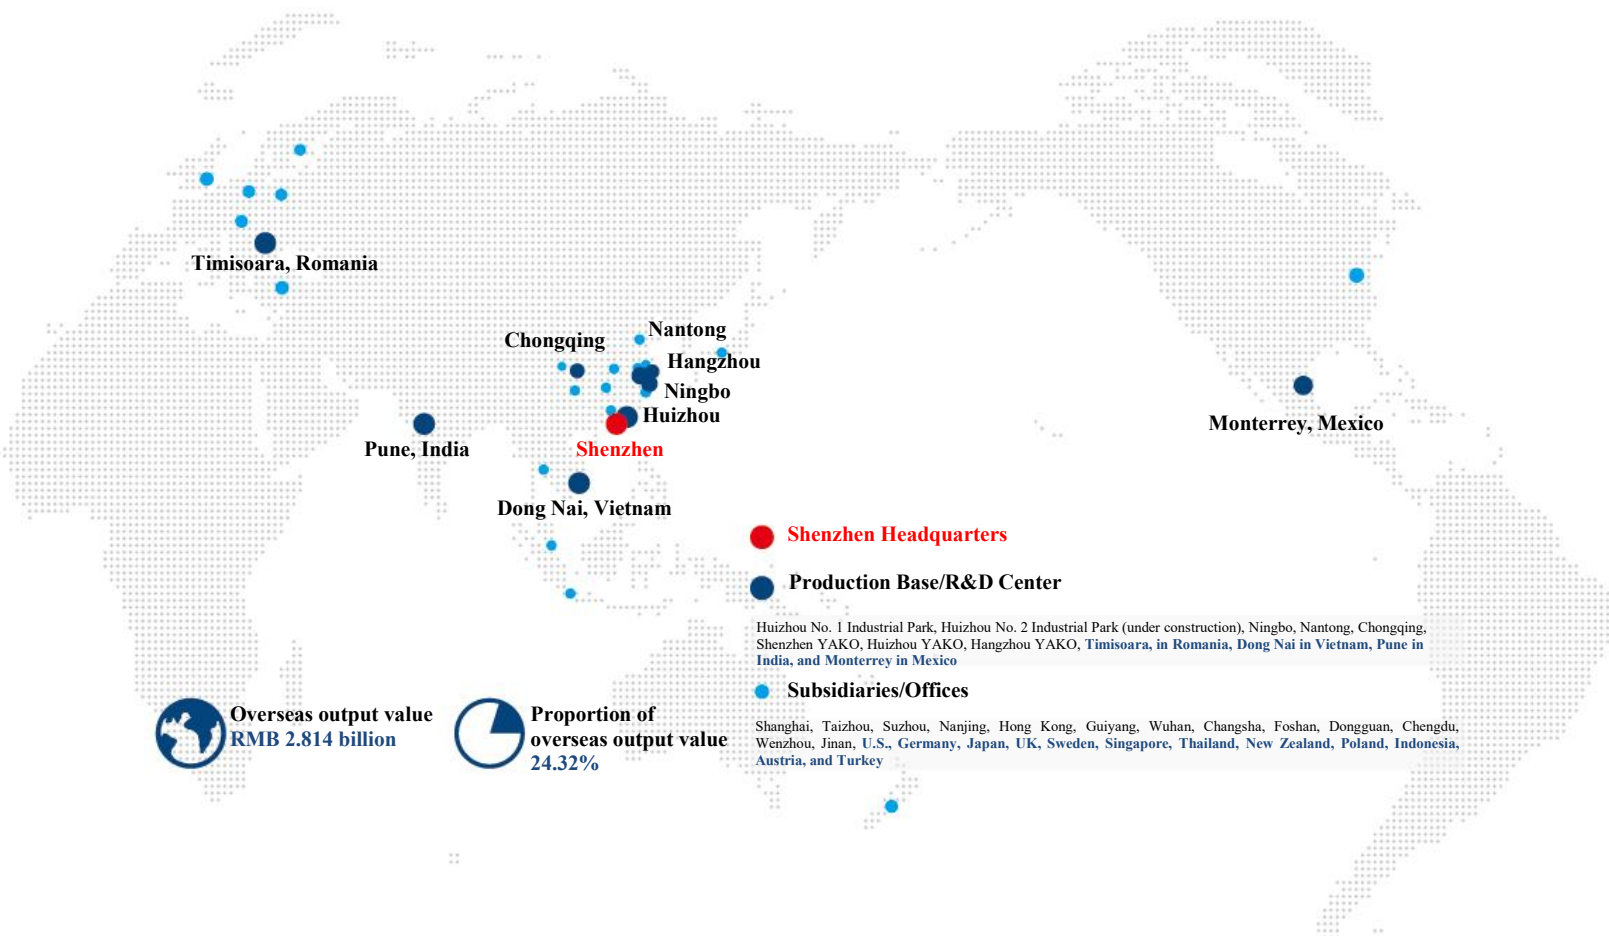 Timisoara, Romania
Nantong
Chongqing
Hangzhou
Ningbo
Huizhou
Shenzhen
Pune, India
Monterrey, Mexico
Dong Nai, Vietnam
Shenzhen Headquarters
Production Base/R&D Center
Huizhou No. 1 Industrial Park, Huizhou No. 2 Industrial Park (under construction), Ningbo, Nantong, Chongqing,
Shenzhen YAKO, Huizhou YAKO, Hangzhou YAKO, Timisoara, in Romania, Dong Nai in Vietnam, Pune in
India, and Monterrey in Mexico
Subsidiaries/Offices
Shanghai, Taizhou, Suzhou, Nanjing, Hong Kong, Guiyang, Wuhan, Changsha, Foshan, Dongguan, Chengdu,
Wenzhou, Jinan, U.S., Germany, Japan, UK, Sweden, Singapore, Thailand, New Zealand, Poland, Indonesia,
Austria, and Turkey
Overseas output value
RMB 2.814 billion
Proportion of
overseas output value
24.32%